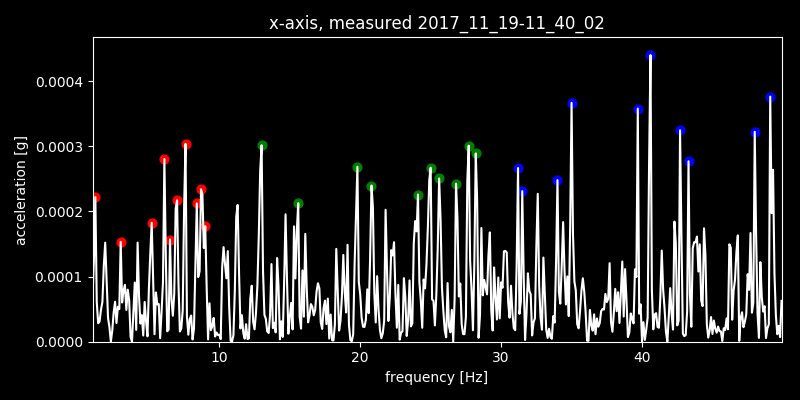 x-axis, measured 2017_11_19-11_40_02
acceleration [g]
0.0004
0.0003
0.0002
0.0001
0.0000
10 20 30 40
frequency [Hz]